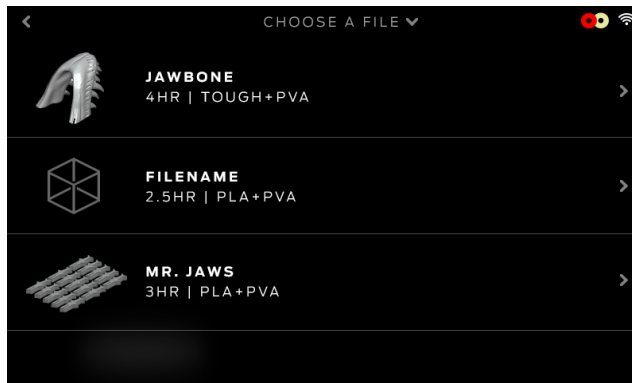 CHOOSE A FILE
JAWBONE
4HR | TOUGH+PVA
FILENAME
2.5HR | PLA+PVA
MR. JAWS
3HR | PLA+PVA